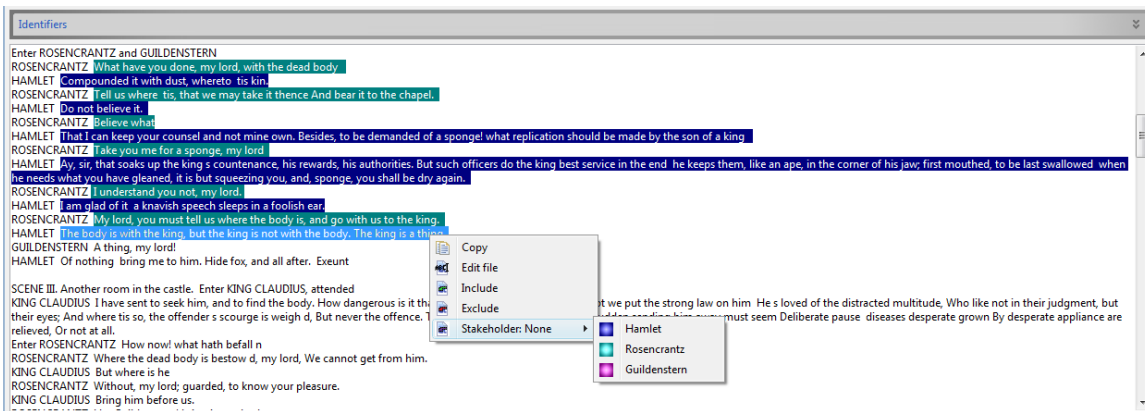 Identifiers
Enter ROSENCRANTZ and GUILDENSTERN
ROSENCRANTZ What have you done, my lord, with the dead body
HAMLET Compounded it with dust, whereto tis kin.
ROSENCRANTZ Tell us where tis, that we may take it thence And bear it to the chapel.
HAMLET Do not believe it.
ROSENCRANTZ Believe what
HAMLET That I can keep your counsel and not mine own. Besides, to be demanded of a sponge! what replication should be made by the son of a king
ROSENCRANTZ Take you me for a sponge, my lord
HAMLET Ay, sir, that soaks up the king s countenance, his rewards, his authorities. But such officers do the king best service in the end he keeps them, like an ape, in the corner of his jaw; first mouthed, to be last swallowed when
he needs what you have gleaned, it is but squeezing you, and, sponge, you shall be dry again.
ROSENCRANTZ I understand you not, my lord.
HAMLET I am glad of it a knavish speech sleeps in a foolish ear.
ROSENCRANTZ My lord, you must tell us where the body is, and go with us to the king.
HAMLET The body is with the king, but the king is not with the body. The king is a thing
GUILDENSTERN A thing, my lord!
HAMLET Of nothing bring me to him. Hide fox, and all after. Exeunt
Copy
Edit file
Include
Exclude
Stakeholder: None
Hamlet
Rosencrantz
Guildenstern
SCENE III. Another room in the castle. Enter KING CLAUDIUS, attended
KING CLAUDIUS I have sent to seek him, and to find the body. How dangerous is it tha t we put the strong law on him He s loved of the distracted multitude, Who like not in their judgment, but
their eyes; And where tis so, the offender s scourge is weigh d, But never the offence. T sending him away must seem Deliberate pause diseases desperate grown By desperate appliance are
relieved, Or not at all.
Enter ROSENCRANTZ How now! what hath befall n
ROSENCRANTZ Where the dead body is bestow d, my lord, We cannot get from him.
KING CLAUDIUS But where is he
ROSENCRANTZ Without, my lord; guarded, to know your pleasure.
KING CLAUDIUS Bring him before us.